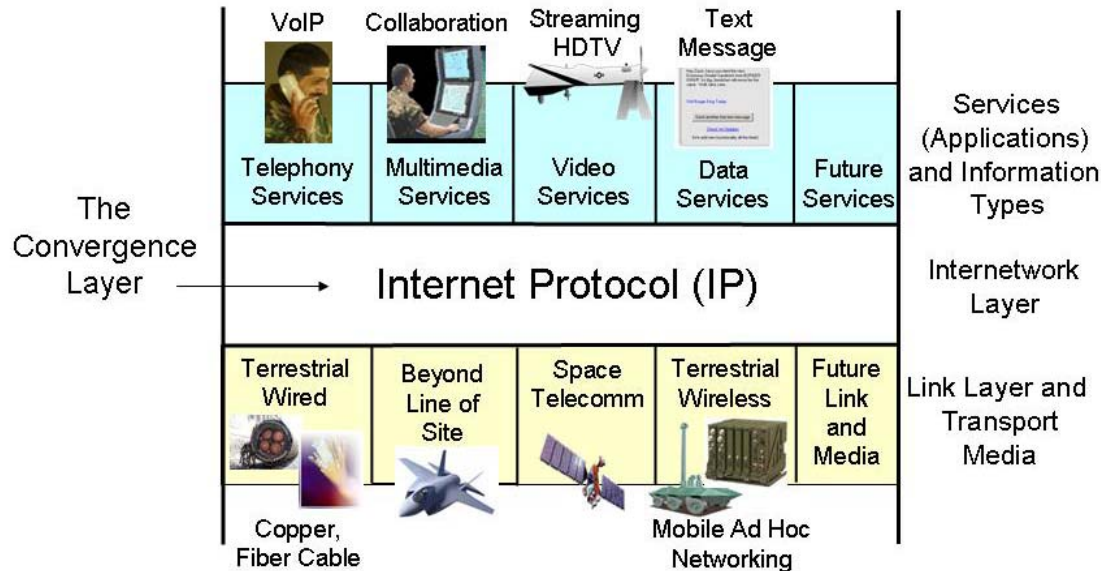 VoIP
Collaboration
Streaming
HDTV
Text
Message
Telephony
Services
Multimedia
Services
Video
Services
Data
Services
Future
Services
Services
(Applications)
and Information
Types
The
Convergence
Layer
Internet Protocol (IP)
Internetwork
Layer
Terrestrial
Wired
Beyond
Line of
Site
Space
Telecomm
Terrestrial
Wireless
Future
Link
and
Media
Link Layer and
Transport
Media
Copper,
Fiber Cable
Mobile Ad Hoc
Networking